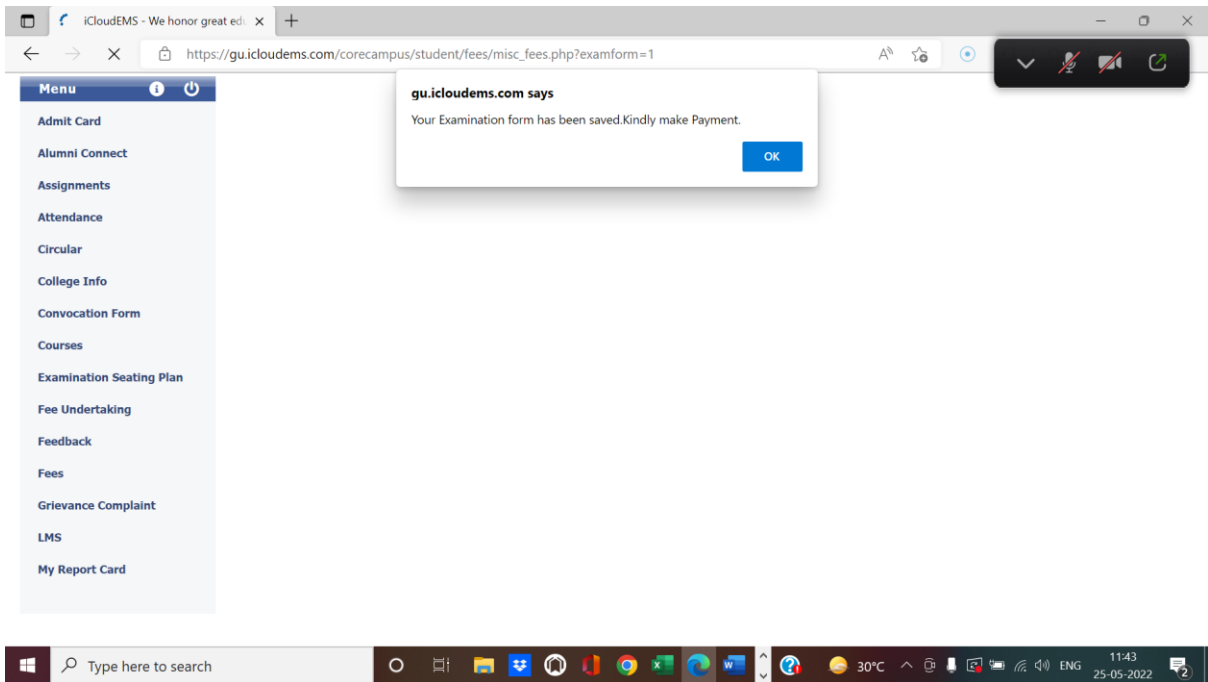 iCloudEMS - We honor great edu
https://gu.icloudems.com/corecampus/student/fees/misc_fees.php?examform=1
gu.icloudems.com says
Your Examination form has been saved.Kindly make Payment.
OK
Menu
Admit Card
Alumni Connect
Assignments
Attendance
Circular
College Info
Convocation Form
Courses
Examination Seating Plan
Fee Undertaking
Feedback
Fees
Grievance Complaint
LMS
My Report Card
Type here to search
30°C
ENG
11:43
25-05-2022
2